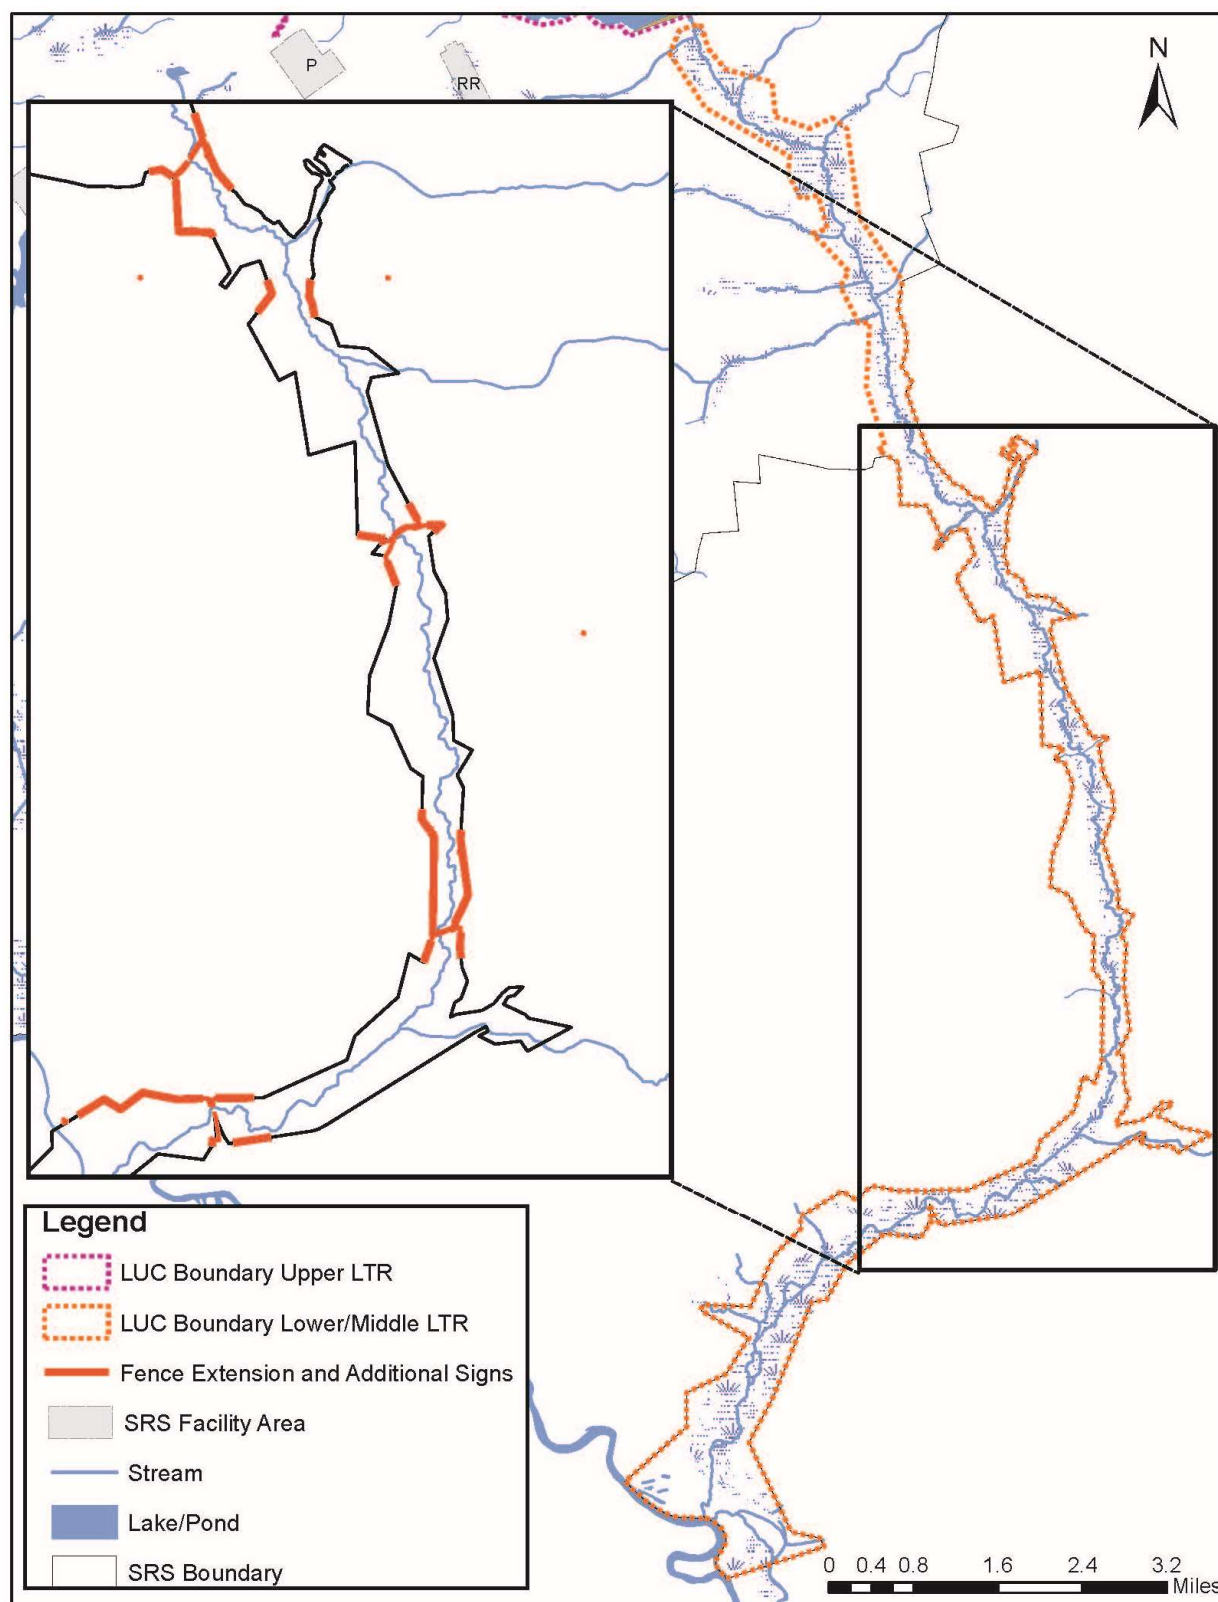 P
RR
N
Legend
LUC Boundary Upper LTR
LUC Boundary Lower/Middle LTR
Fence Extension and Additional Signs
SRS Facility Area
Stream
Lake/Pond
SRS Boundary
0 0.4 0.8 1.6 2.4 3.2
Miles